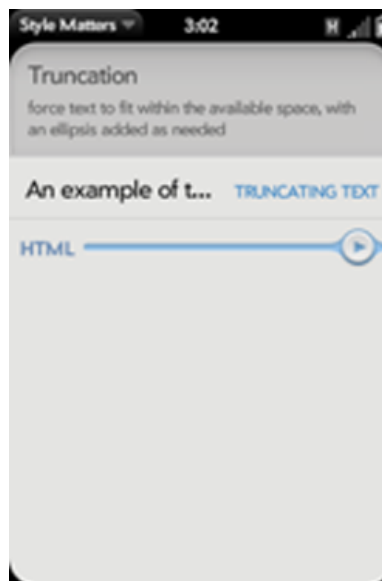 Style Matters
3:02
H
Truncation
force text to fit within the available space, with
an ellipsis added as needed
An example of t... TRUNCATING TEXT
HTML